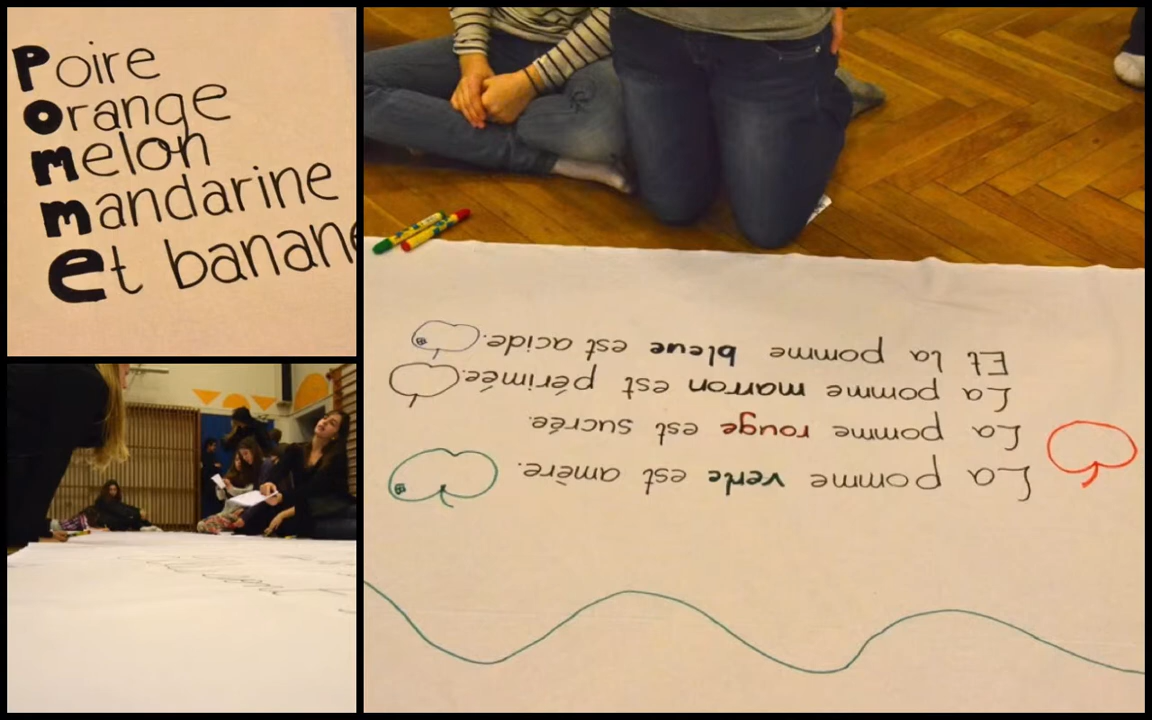 Poire
orange
melon
mandarine
et banane
La pomme verte est amère.
La pomme rouge est sucrée.
La pomme marron est périmée.
Et la pomme bleue est acide.